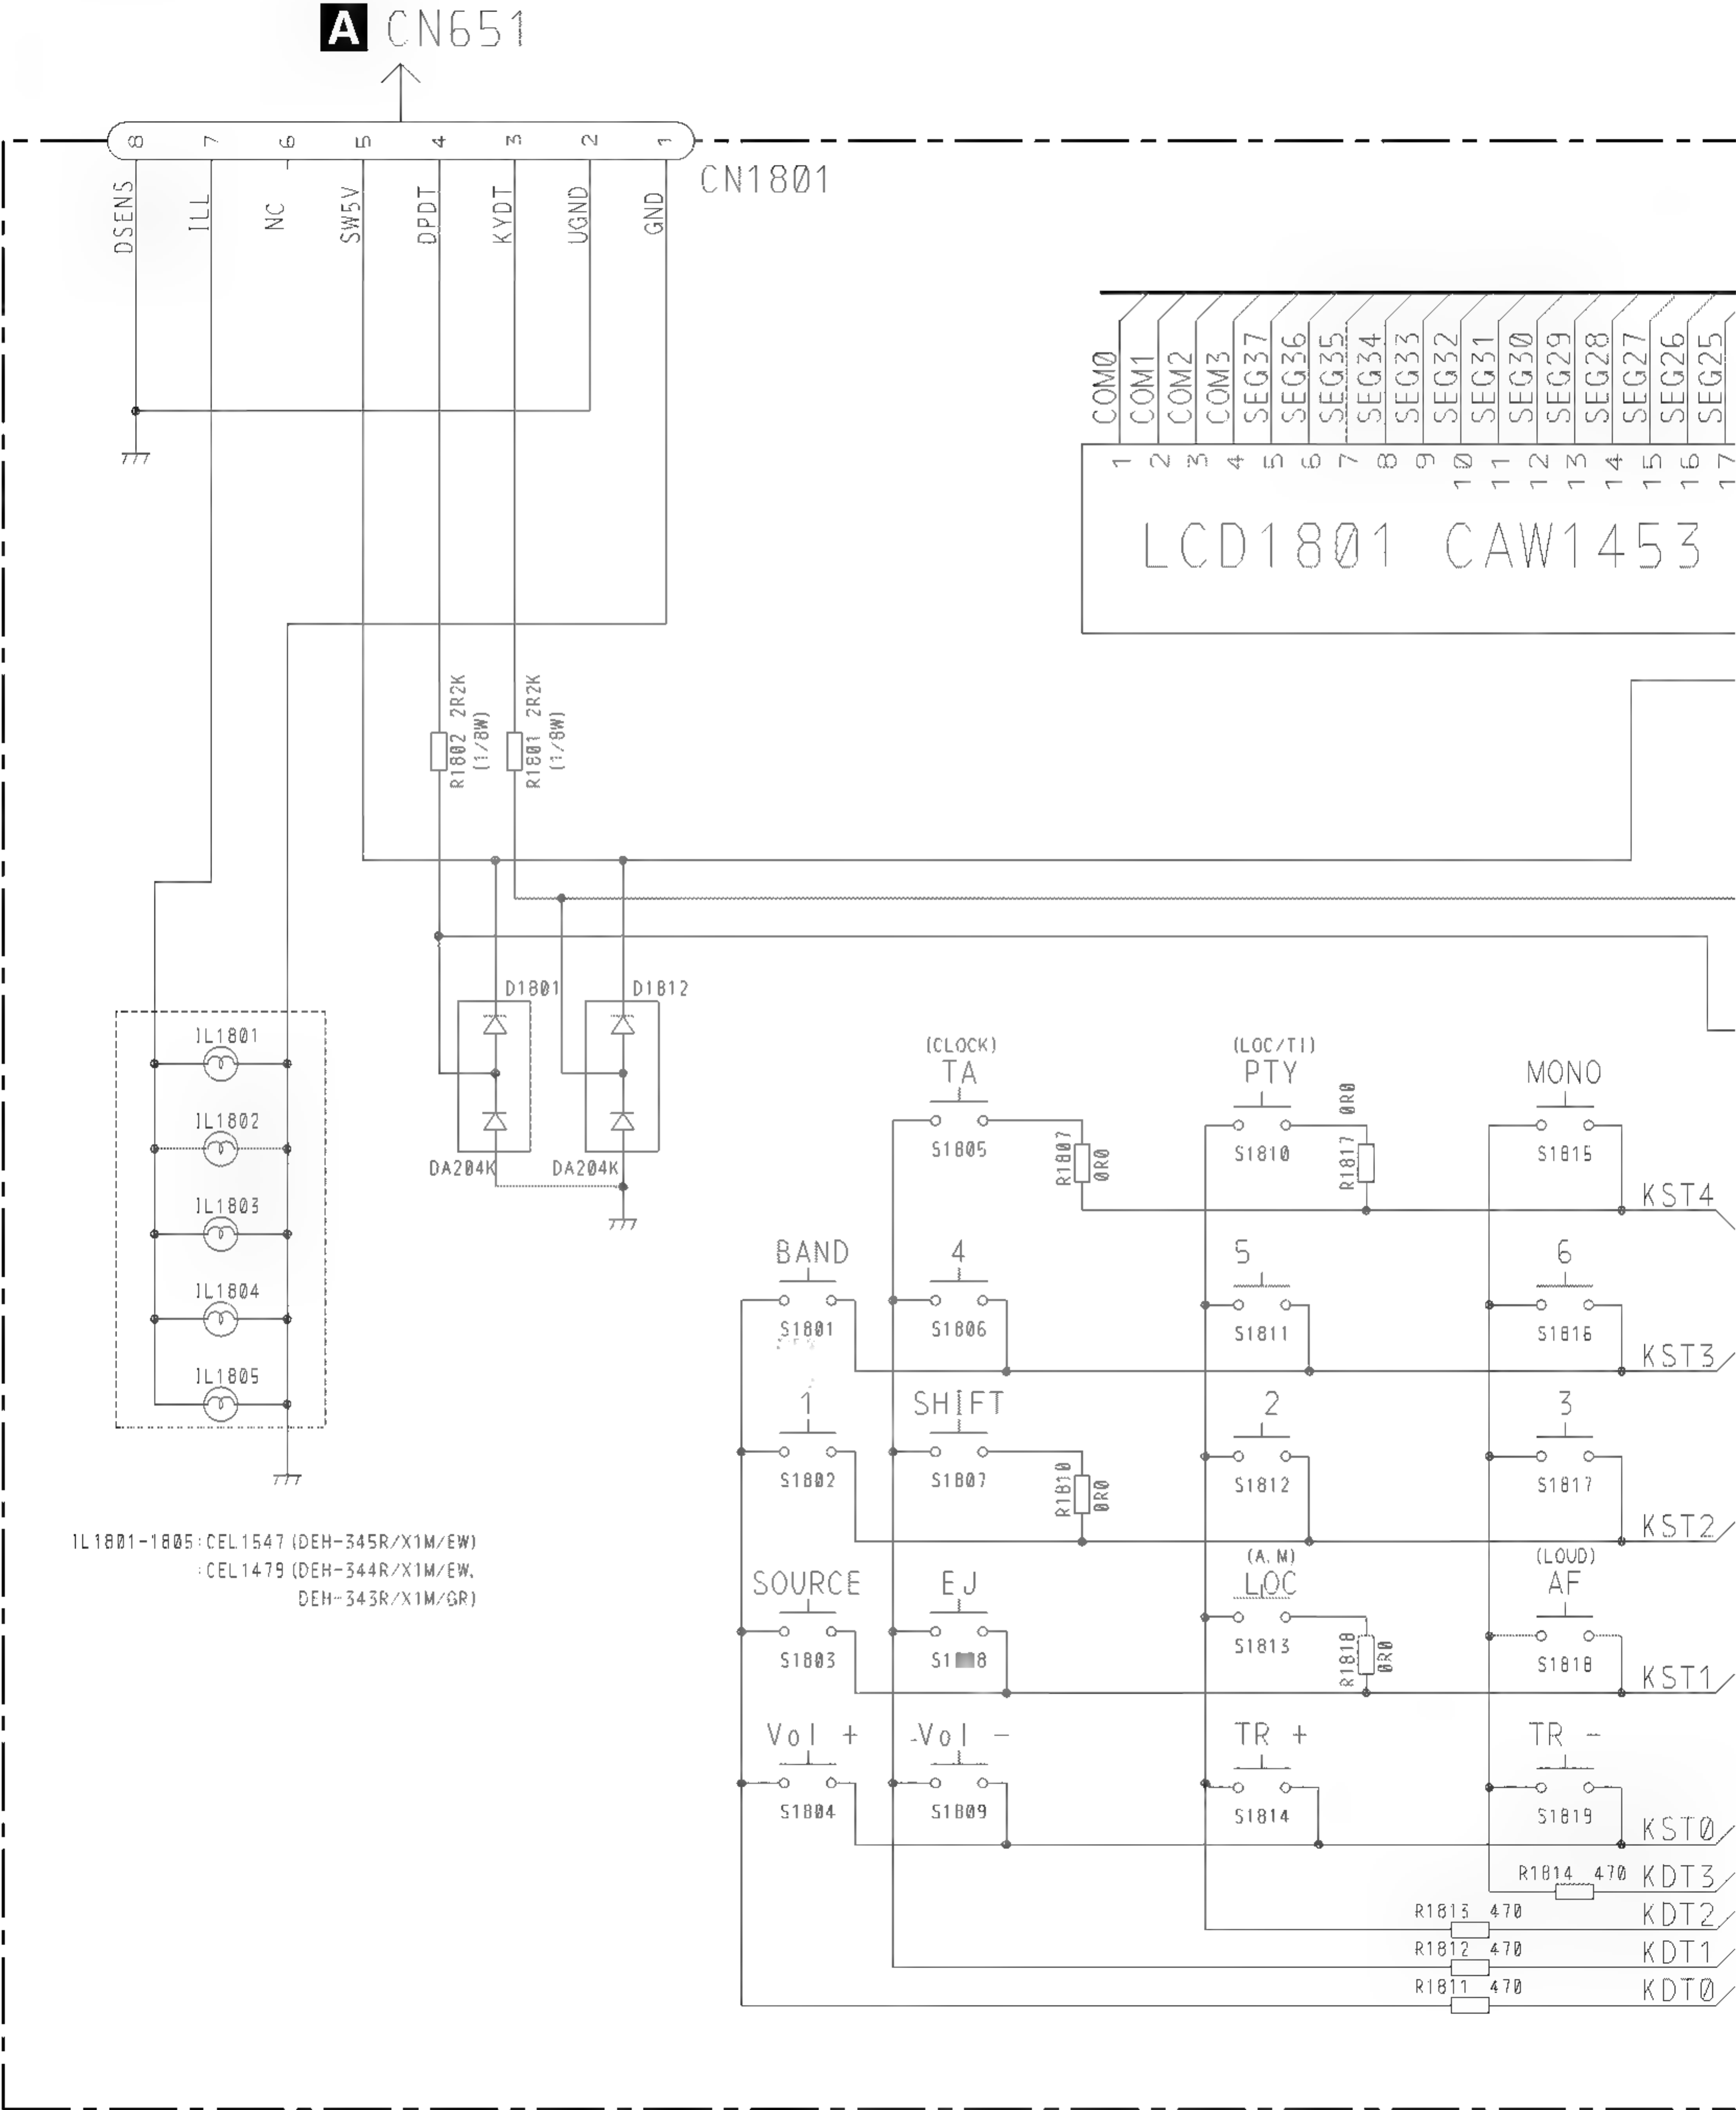 A CN651
8 7 6 5 4 3 2 1
CN1801
DSENS
ILL
NC
SW5V
DPDT
KYDT
UGND
GND
COM0
COM1
COM2
COM3
SEG37
SEG36
SEG35
SEG34
SEG33
SEG32
SEG31
SEG30
SEG29
SEG28
SEG27
SEG26
SEG25
1 2 3 4 5 6 7 8 9 10 11 12 13 14 15 16 17
LCD1801 CAW1453
R1802 2R2K
(1/8W)
R1801 2R2K
(1/8W)
D1801
D1812
DA204K
DA204K
IL1801
IL1802
IL1803
IL1804
IL1805
IL1801-1805:CEL1547(DEH-345R/X1M/EW)
:CEL1479(DEH-344R/X1M/EW,
DEH-343R/X1M/GR)
(CLOCK)
TA
S1805
R1807
0R0
(LOC/TI)
PTY
S1810
R1817
0R0
MONO
S1815
KST4
BAND
S1801
4
S1806
5
S1811
6
S1816
KST3
1
S1802
SHIFT
S1807
R1810
0R0
2
S1812
3
S1817
KST2
SOURCE
S1803
EJ
(A.M)
LOC
S1813
R1818
0R0
(LOUD)
AF
S1818
KST1
Vol +
S1804
Vol -
S1809
TR +
S1814
TR -
S1819
KST0
R1814 470 KDT3
R1813 470 KDT2
R1812 470 KDT1
R1811 470 KDT0